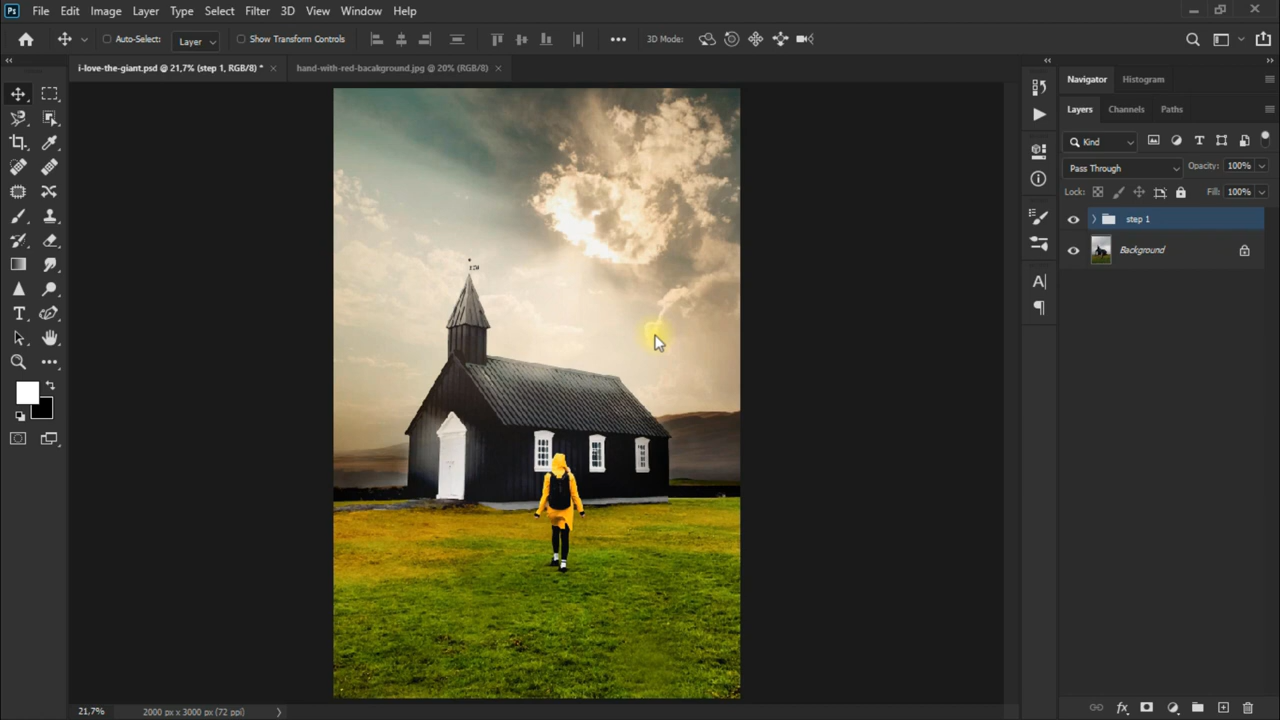 Ps File Edit Image Layer Type Select Filter 3D View Window Help
Auto-Select: Layer Show Transform Controls 3D Mode:
i-love-the-giant.psd @ 21,7% (step 1, RGB/8) * hand-with-red-bacakground.jpg @ 20% (RGB/8)
Navigator Histogram
Layers Channels Paths
Kind
Pass Through Opacity: 100%
Lock: Fill: 100%
step 1
Background
21,7% 2000 px x 3000 px (72 ppi)